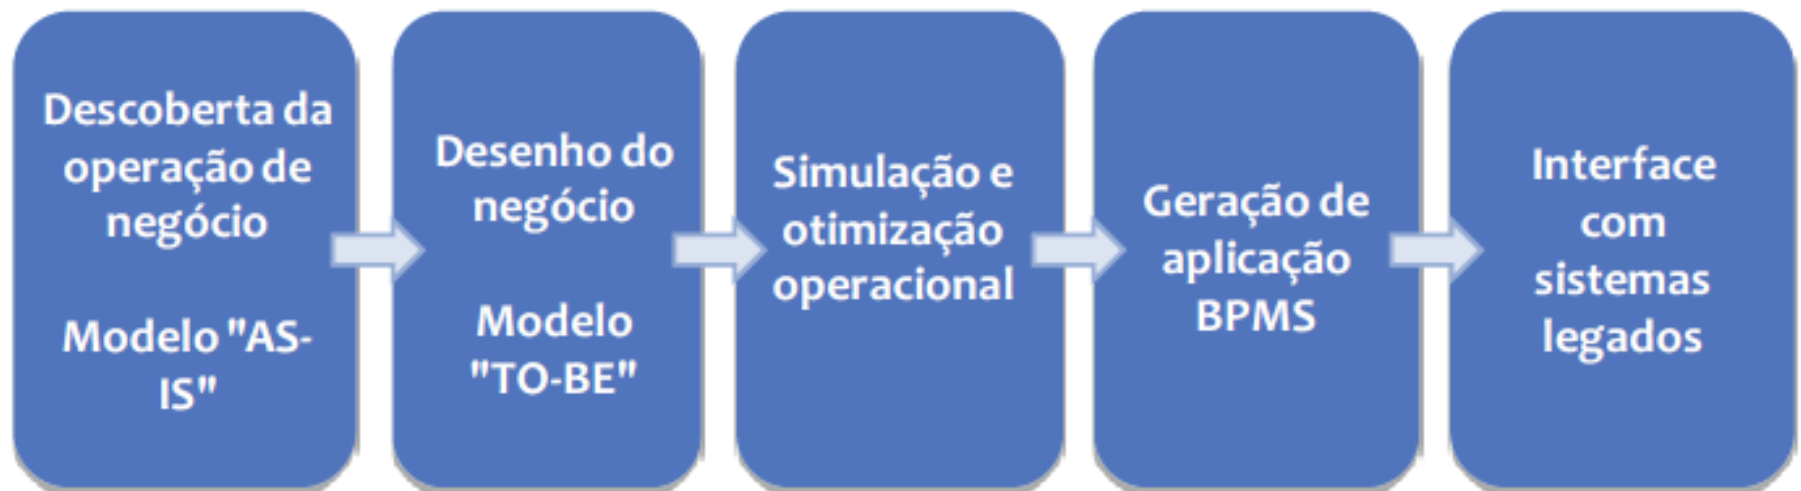 Descoberta da
operação de
negócio
Modelo "AS-
IS"
Desenho do
negócio
Modelo
"TO-BE"
Simulação e
otimização
operacional
Geração de
aplicação
BPMS
Interface
com
sistemas
legados